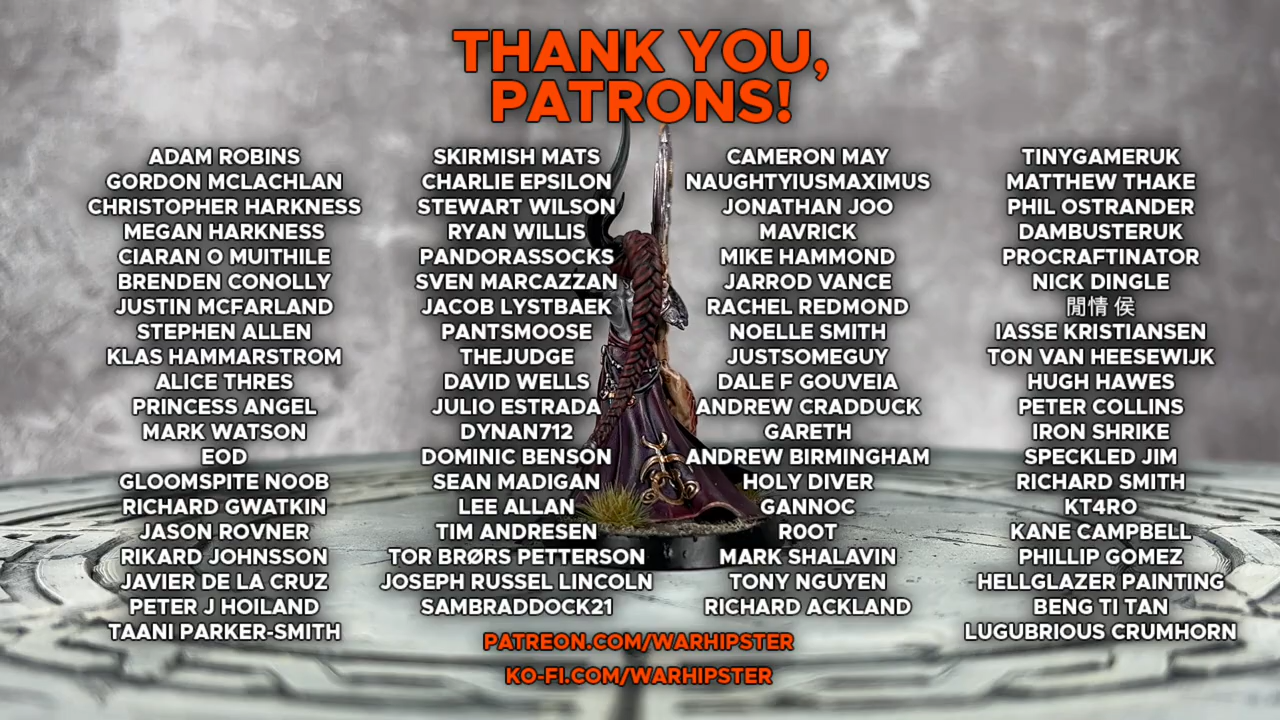 THANK YOU,
PATRONS!
ADAM ROBINS
GORDON MCLACHLAN
CHRISTOPHER HARKNESS
MEGAN HARKNESS
CIARAN O MUITHILE
BRENDEN CONOLLY
JUSTIN MCFARLAND
STEPHEN ALLEN
KLAS HAMMARSTROM
ALICE THRES
PRINCESS ANGEL
MARK WATSON
EOD
GLOOMSPITE NOOB
RICHARD GWATKIN
JASON ROVNER
RIKARD JOHNSSON
JAVIER DE LA CRUZ
PETER J HOILAND
TAANI PARKER-SMITH
SKIRMISH MATS
CHARLIE EPSILON
STEWART WILSON
RYAN WILLIS
PANDORASSOCKS
SVEN MARCAZZAN
JACOB LYSTBAEK
PANTSMOOSE
THEJUDGE
DAVID WELLS
JULIO ESTRADA
DYNAN712
DOMINIC BENSON
SEAN MADIGAN
LEE ALLAN
TIM ANDRESEN
TOR BRØRS PETTERSON
JOSEPH RUSSEL LINCOLN
SAMBRADDOCK21
CAMERON MAY
NAUGHTYIUSMAXIMUS
JONATHAN JOO
MAVRICK
MIKE HAMMOND
JARROD VANCE
RACHEL REDMOND
NOELLE SMITH
JUSTSOMEGUY
DALE F GOUVEIA
ANDREW CRADDUCK
GARETH
ANDREW BIRMINGHAM
HOLY DIVER
GANNOC
R0OT
MARK SHALAVIN
TONY NGUYEN
RICHARD ACKLAND
TINYGAMERUK
MATTHEW THAKE
PHIL OSTRANDER
DAMBUSTERUK
PROCRAFTINATOR
NICK DINGLE
閒情 侯
IASSE KRISTIANSEN
TON VAN HEESEWIJK
HUGH HAWES
PETER COLLINS
IRON SHRIKE
SPECKLED JIM
RICHARD SMITH
KT4RO
KANE CAMPBELL
PHILLIP GOMEZ
HELLGLAZER PAINTING
BENG TI TAN
LUGUBRIOUS CRUMHORN
PATREON.COM/WARHIPSTER
KO-FI.COM/WARHIPSTER